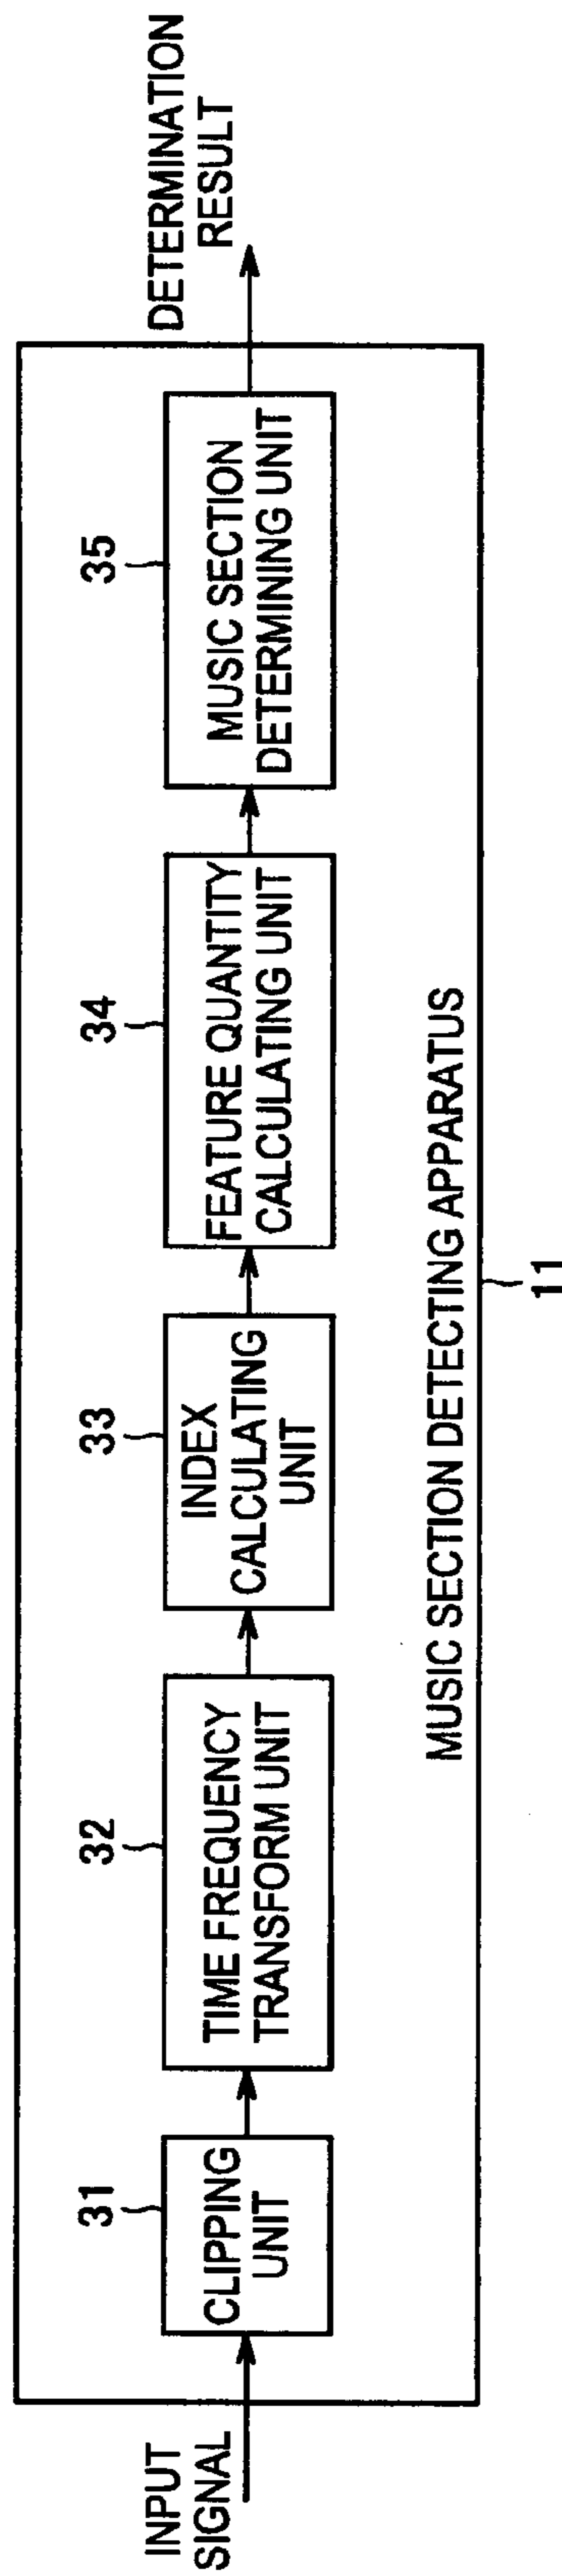 INPUT
SIGNAL
31
CLIPPING
UNIT
32
TIME FREQUENCY
TRANSFORM UNIT
33
INDEX
CALCULATING
UNIT
34
FEATURE QUANTITY
CALCULATING UNIT
35
MUSIC SECTION
DETERMINING UNIT
DETERMINATION
RESULT
MUSIC SECTION DETECTING APPARATUS
11